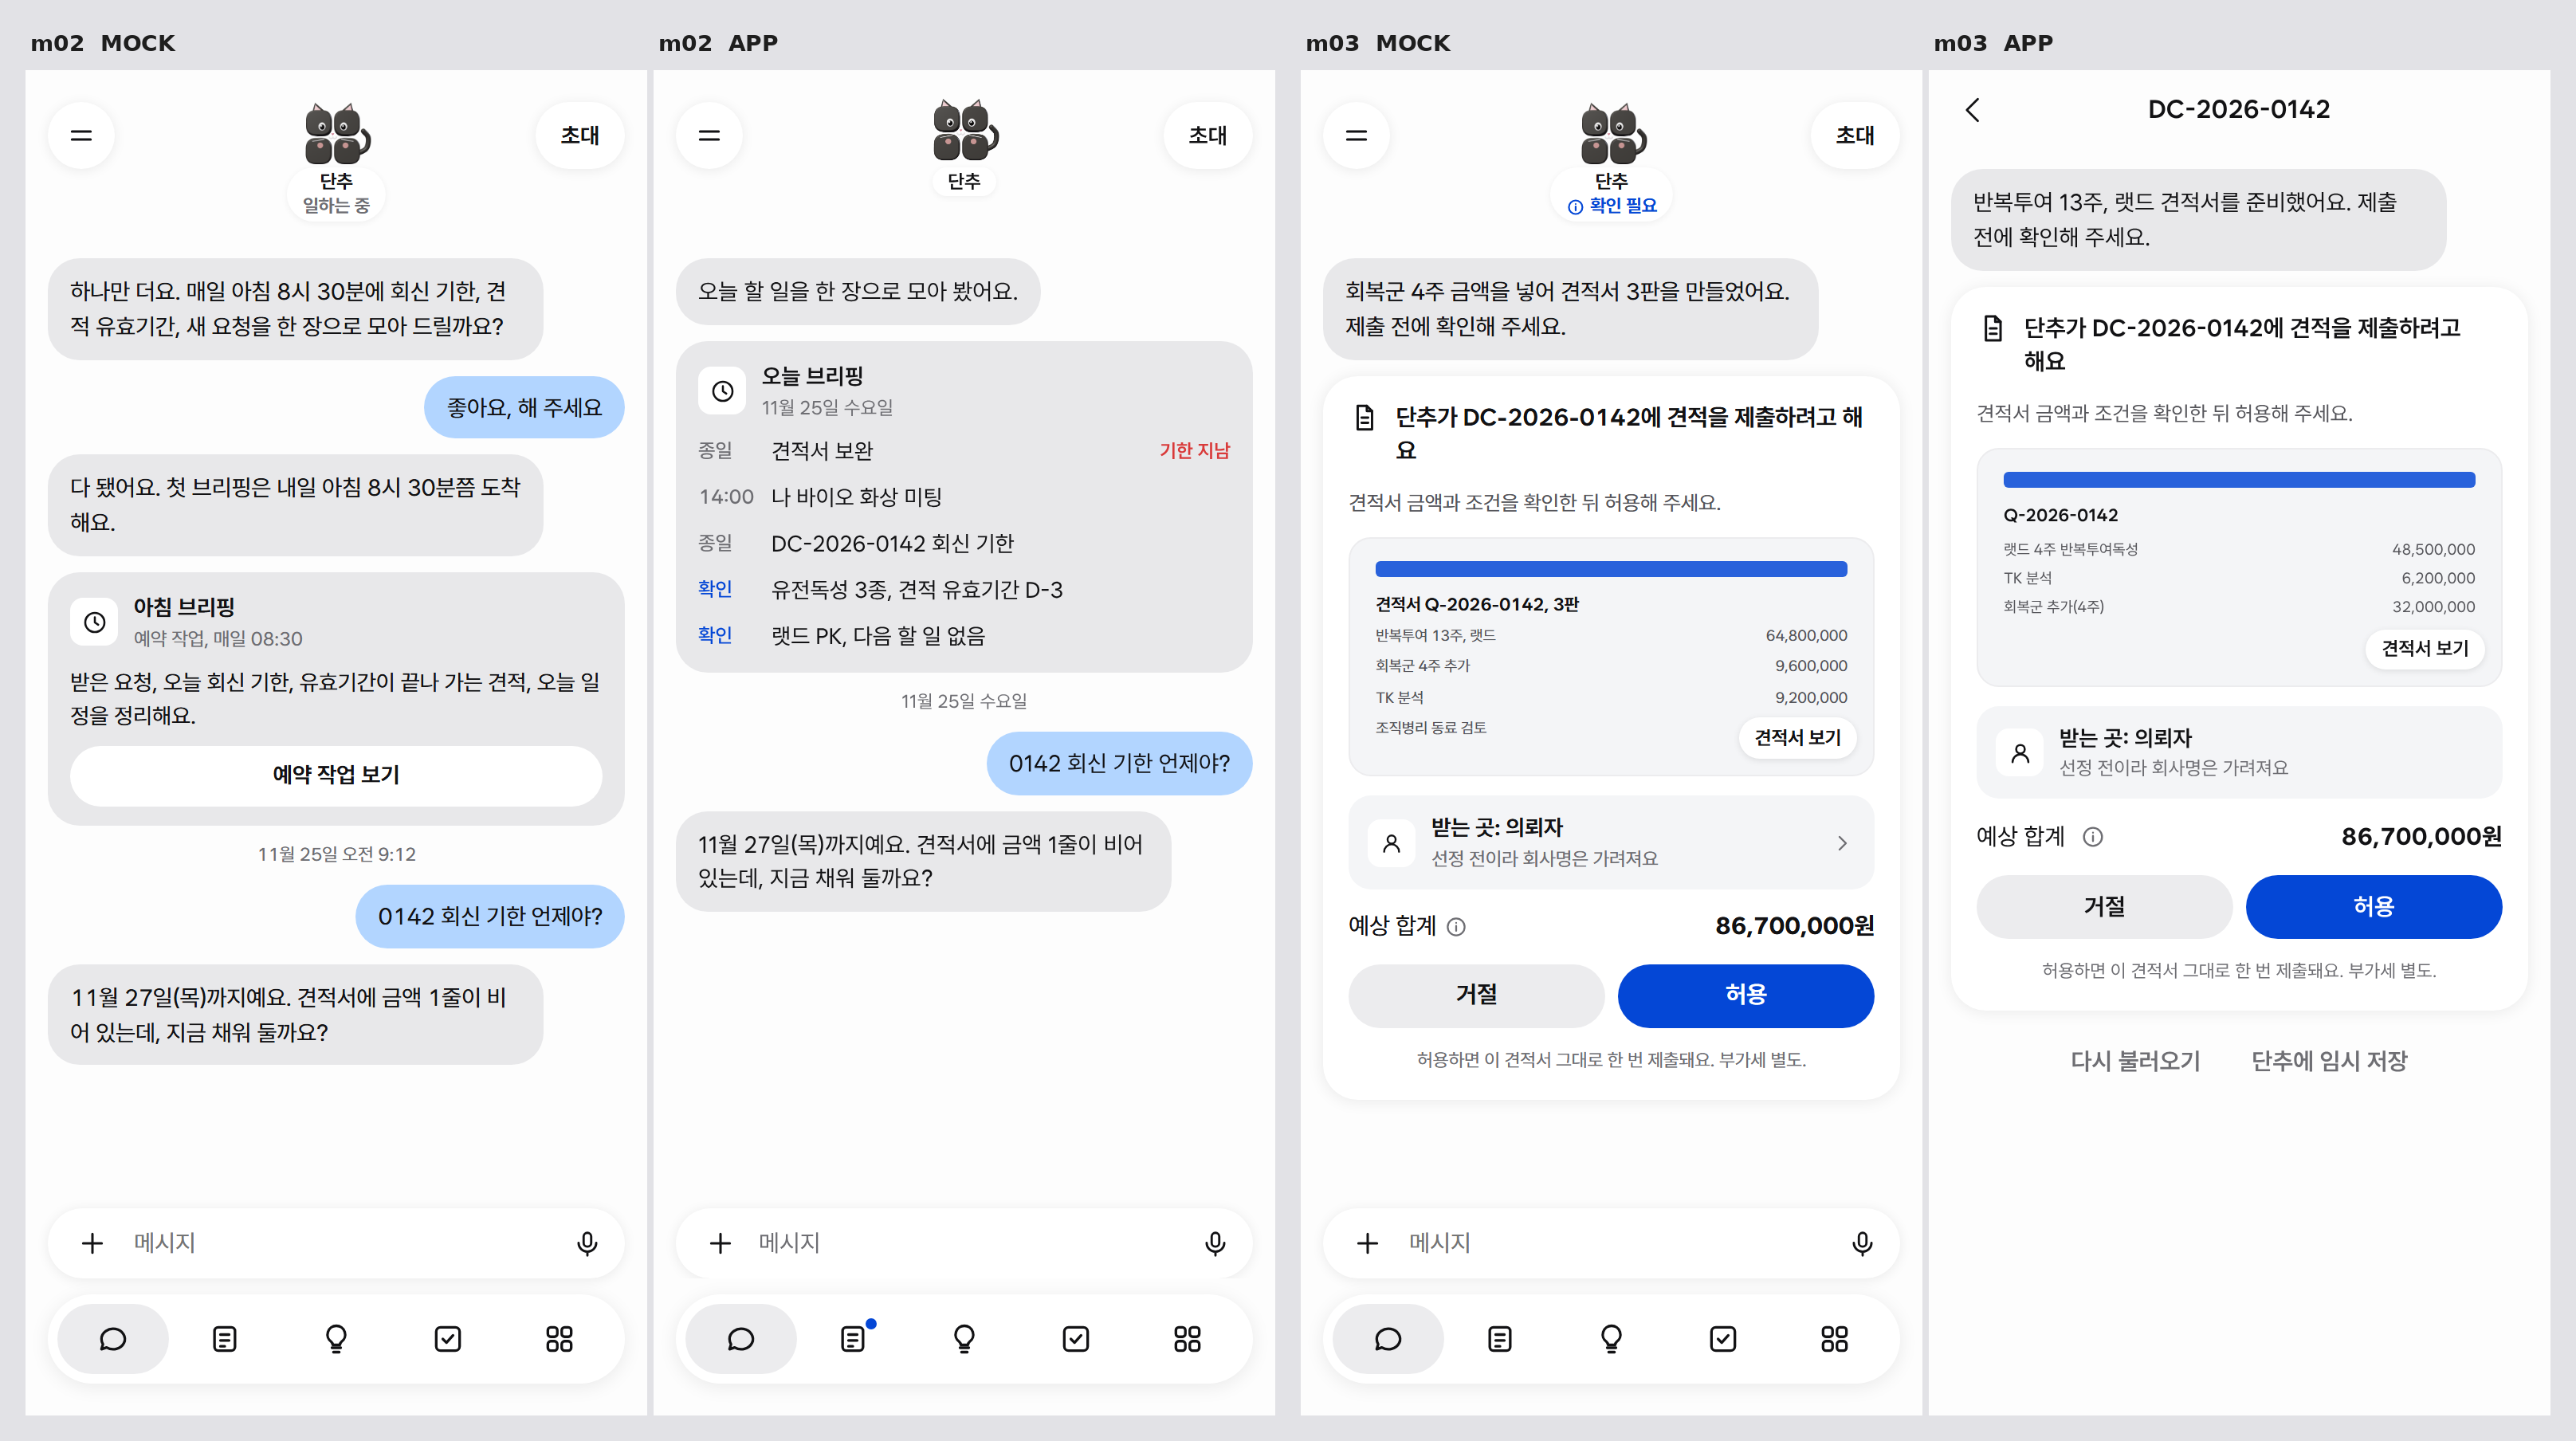 m02 MOCK
초대
단추
일하는 중
하나만 더요. 매일 아침 8시 30분에 회신 기한, 견
적 유효기간, 새 요청을 한 장으로 모아 드릴까요?
좋아요, 해 주세요
다 됐어요. 첫 브리핑은 내일 아침 8시 30분쯤 도착
해요.
아침 브리핑
예약 작업, 매일 08:30
받은 요청, 오늘 회신 기한, 유효기간이 끝나 가는 견적, 오늘 일
정을 정리해요.
예약 작업 보기
11월 25일 오전 9:12
0142 회신 기한 언제야?
11월 27일(목)까지예요. 견적서에 금액 1줄이 비
어 있는데, 지금 채워 둘까요?
메시지
m02 APP
초대
단추
오늘 할 일을 한 장으로 모아 봤어요.
오늘 브리핑
11월 25일 수요일
종일 견적서 보완 기한 지남
14:00 나 바이오 화상 미팅
종일 DC-2026-0142 회신 기한
확인 유전독성 3종, 견적 유효기간 D-3
확인 랫드 PK, 다음 할 일 없음
11월 25일 수요일
0142 회신 기한 언제야?
11월 27일(목)까지예요. 견적서에 금액 1줄이 비어
있는데, 지금 채워 둘까요?
메시지
m03 MOCK
초대
단추
확인 필요
회복군 4주 금액을 넣어 견적서 3판을 만들었어요.
제출 전에 확인해 주세요.
단추가 DC-2026-0142에 견적을 제출하려고 해
요
견적서 금액과 조건을 확인한 뒤 허용해 주세요.
견적서 Q-2026-0142, 3판
반복투여 13주, 랫드 64,800,000
회복군 4주 추가 9,600,000
TK 분석 9,200,000
조직병리 동료 검토
견적서 보기
받는 곳: 의뢰자
선정 전이라 회사명은 가려져요
예상 합계 86,700,000원
거절 허용
허용하면 이 견적서 그대로 한 번 제출돼요. 부가세 별도.
메시지
m03 APP
DC-2026-0142
반복투여 13주, 랫드 견적서를 준비했어요. 제출
전에 확인해 주세요.
단추가 DC-2026-0142에 견적을 제출하려고
해요
견적서 금액과 조건을 확인한 뒤 허용해 주세요.
Q-2026-0142
랫드 4주 반복투여독성 48,500,000
TK 분석 6,200,000
회복군 추가(4주) 32,000,000
견적서 보기
받는 곳: 의뢰자
선정 전이라 회사명은 가려져요
예상 합계 86,700,000원
거절 허용
허용하면 이 견적서 그대로 한 번 제출돼요. 부가세 별도.
다시 불러오기 단추에 임시 저장